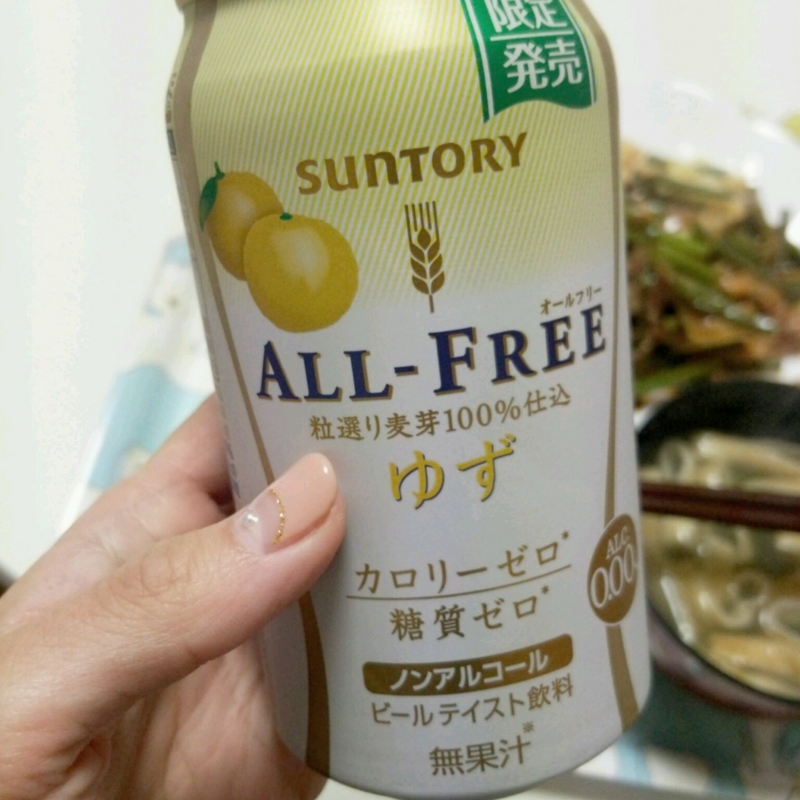 限定
発売
SUNTORY
オールフリー
ALL-FREE
粒選り麦芽100%仕込
ゆず
カロリーゼロ*
糖質ゼロ*
ALC.
0.00
ノンアルコール
ビールテイスト飲料
無果汁※